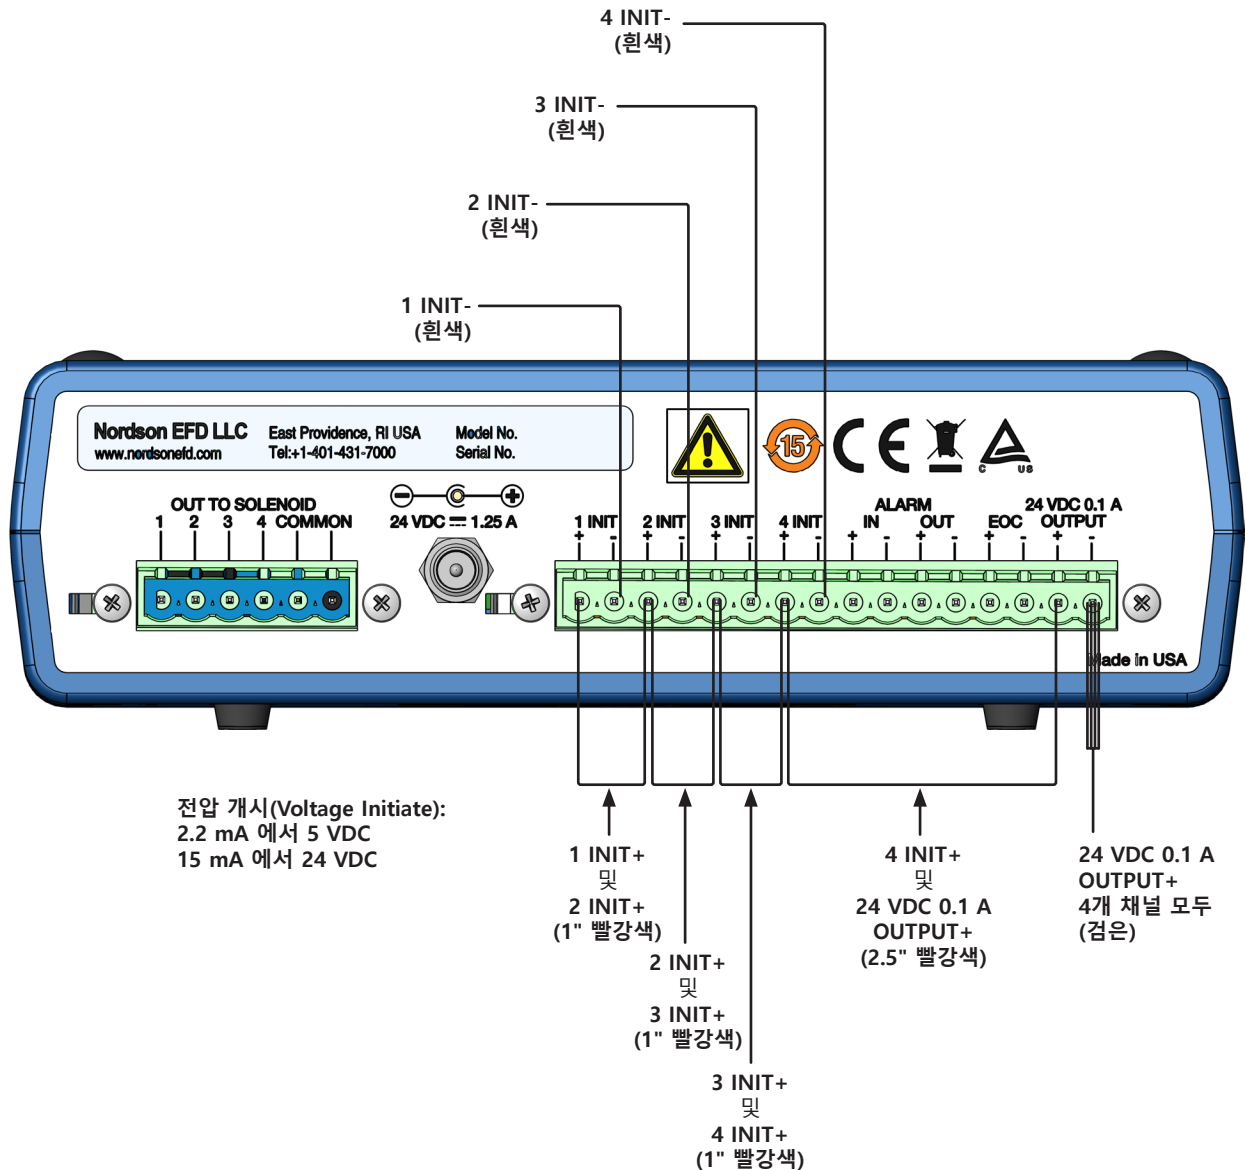 4 INIT-
(흰색)
3 INIT-
(흰색)
2 INIT-
(흰색)
1 INIT-
(흰색)
Nordson EFD LLC
www.nordsonefd.com
East Providence, RI USA
Tel:+1-401-431-7000
Model No.
Serial No.
15
C US
OUT TO SOLENOID
1 2 3 4 COMMON
24 VDC 1.25 A
1 INIT 2 INIT 3 INIT 4 INIT
+ - + - + - + -
ALARM
IN OUT
+ - + -
EOC
+ -
24 VDC 0.1 A
OUTPUT
+ -
Made in USA
전압 개시(Voltage Initiate):
2.2 mA 에서 5 VDC
15 mA 에서 24 VDC
1 INIT+
및
2 INIT+
(1" 빨강색)
2 INIT+
및
3 INIT+
(1" 빨강색)
3 INIT+
및
4 INIT+
(1" 빨강색)
4 INIT+
및
24 VDC 0.1 A
OUTPUT+
(2.5" 빨강색)
24 VDC 0.1 A
OUTPUT+
4개 채널 모두
(검은)